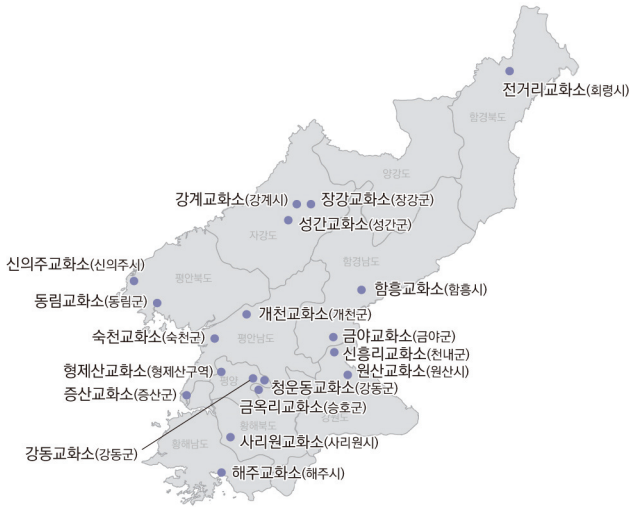 전거리교화소(회령시)
함경북도
양강도
강계교화소(강계시)
장강교화소(장강군)
성간교화소(성간군)
자강도
함경남도
신의주교화소(신의주시)
평안북도
함흥교화소(함흥시)
동림교화소(동림군)
개천교화소(개천군)
숙천교화소(숙천군)
평안남도
금야교화소(금야군)
신흥리교화소(천내군)
형제산교화소(형제산구역)
원산교화소(원산시)
평양
청운동교화소(강동군)
증산교화소(증산군)
금옥리교화소(승호군)
강원도
황해북도
황해남도
사리원교화소(사리원시)
강동교화소(강동군)
해주교화소(해주시)